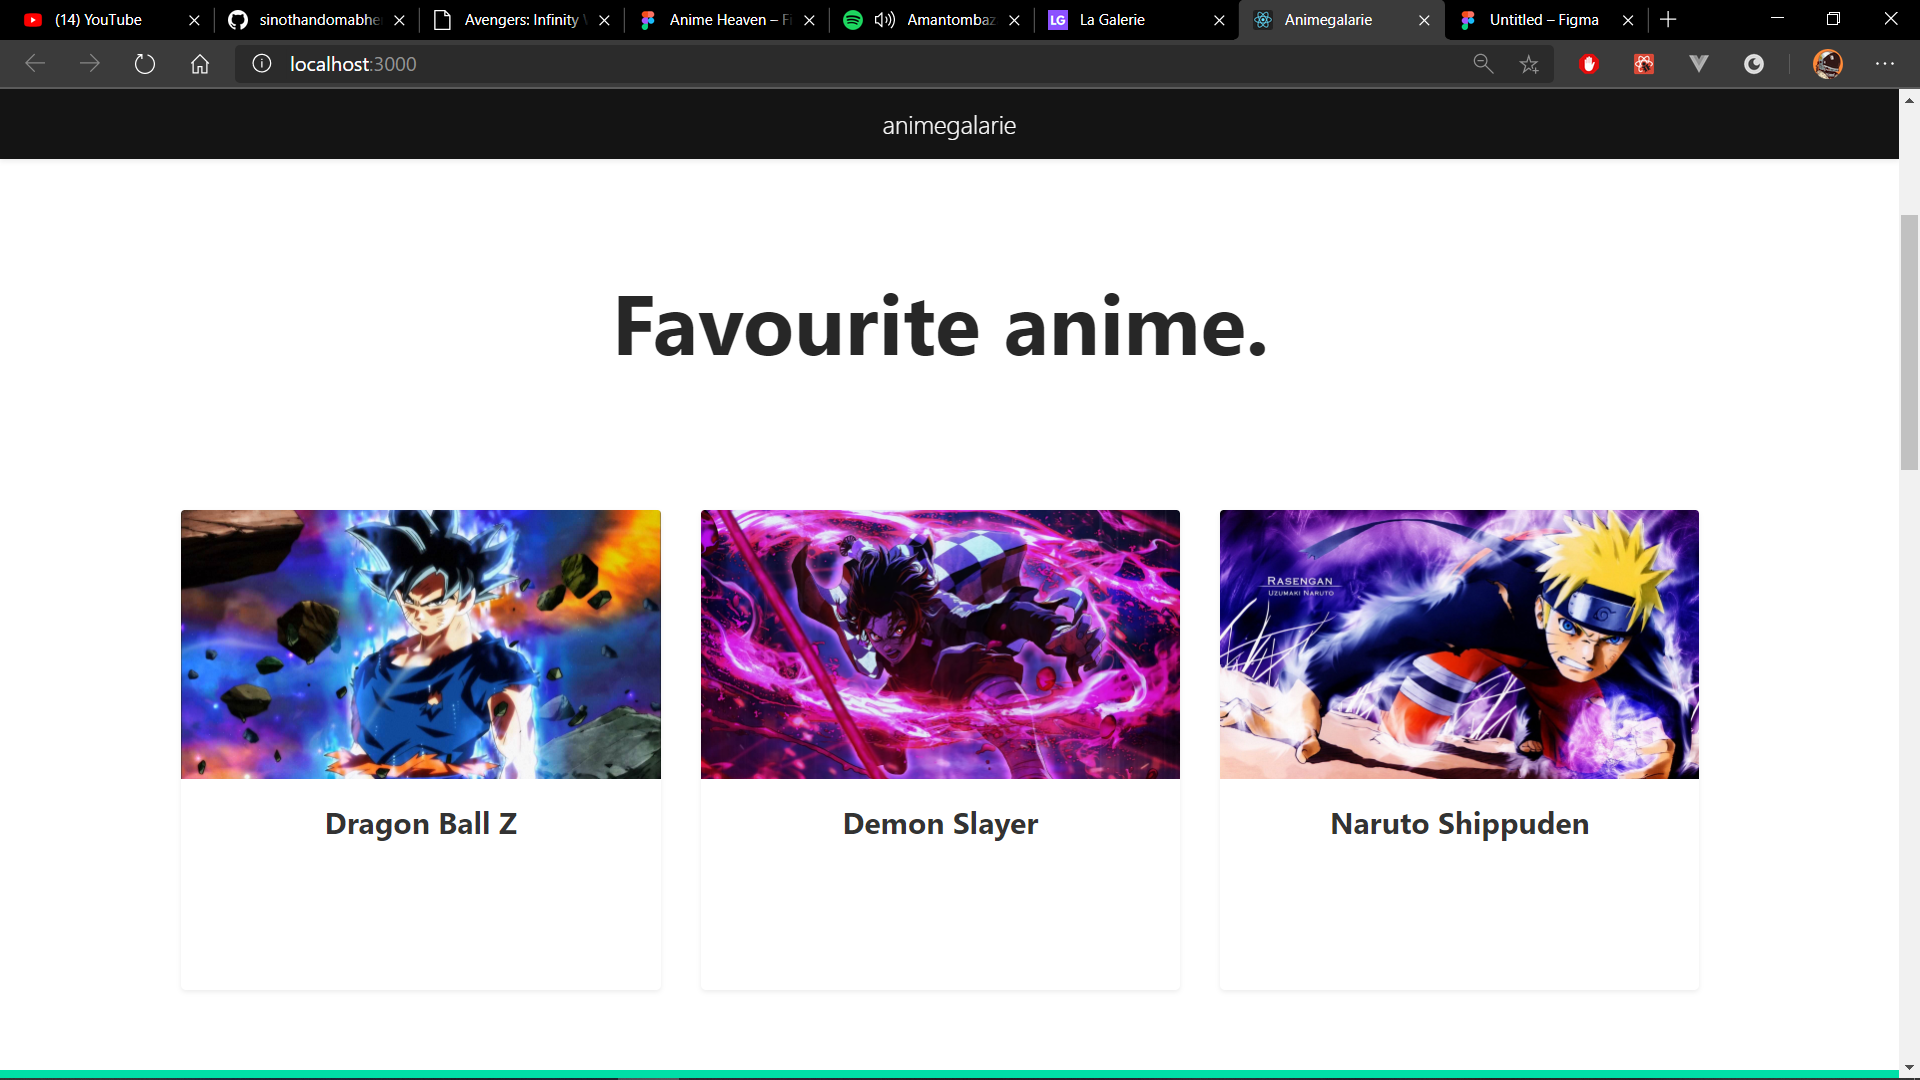 (14) YouTube
sinothandomabhe
Avengers: Infinity
Anime Heaven – Fi
Amantombaz
LG La Galerie
Animegalarie
Untitled – Figma
localhost:3000
animegalarie
Favourite anime.
RASENGAN
UZUMAKI NARUTO
Dragon Ball Z
Demon Slayer
Naruto Shippuden